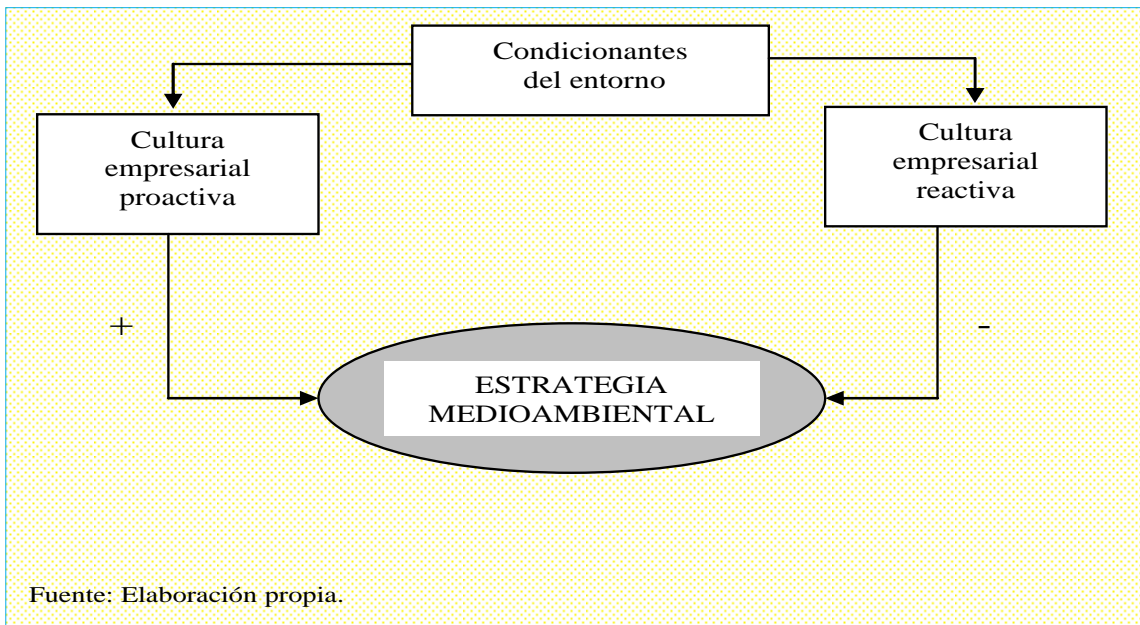 Condicionantes
del entorno
Cultura
empresarial
proactiva
Cultura
empresarial
reactiva
+
-
ESTRATEGIA
MEDIOAMBIENTAL
Fuente: Elaboración propia.